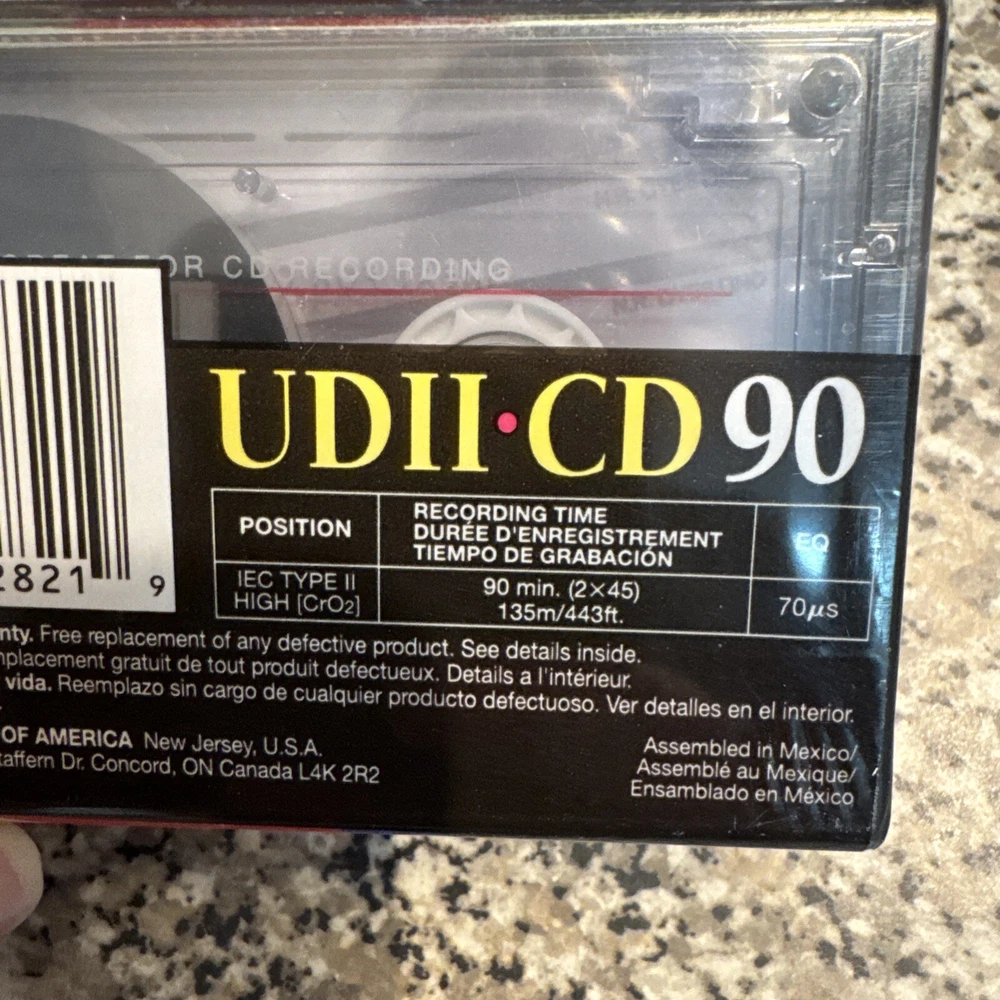 FOR CD RECORDING
2821 9
UDII·CD 90
POSITION
RECORDING TIME
DURÉE D'ENREGISTREMENT
TIEMPO DE GRABACIÓN
EQ
IEC TYPE II
HIGH [CrO2]
90 min. (2×45)
135m/443ft.
70µs
nty. Free replacement of any defective product. See details inside.
mplacement gratuit de tout produit defectueux. Details a l'intérieur.
vida. Reemplazo sin cargo de cualquier producto defectuoso. Ver detalles en el interior.
OF AMERICA New Jersey, U.S.A.
taffern Dr. Concord, ON Canada L4K 2R2
Assembled in Mexico/
Assemblé au Mexique/
Ensamblado en México